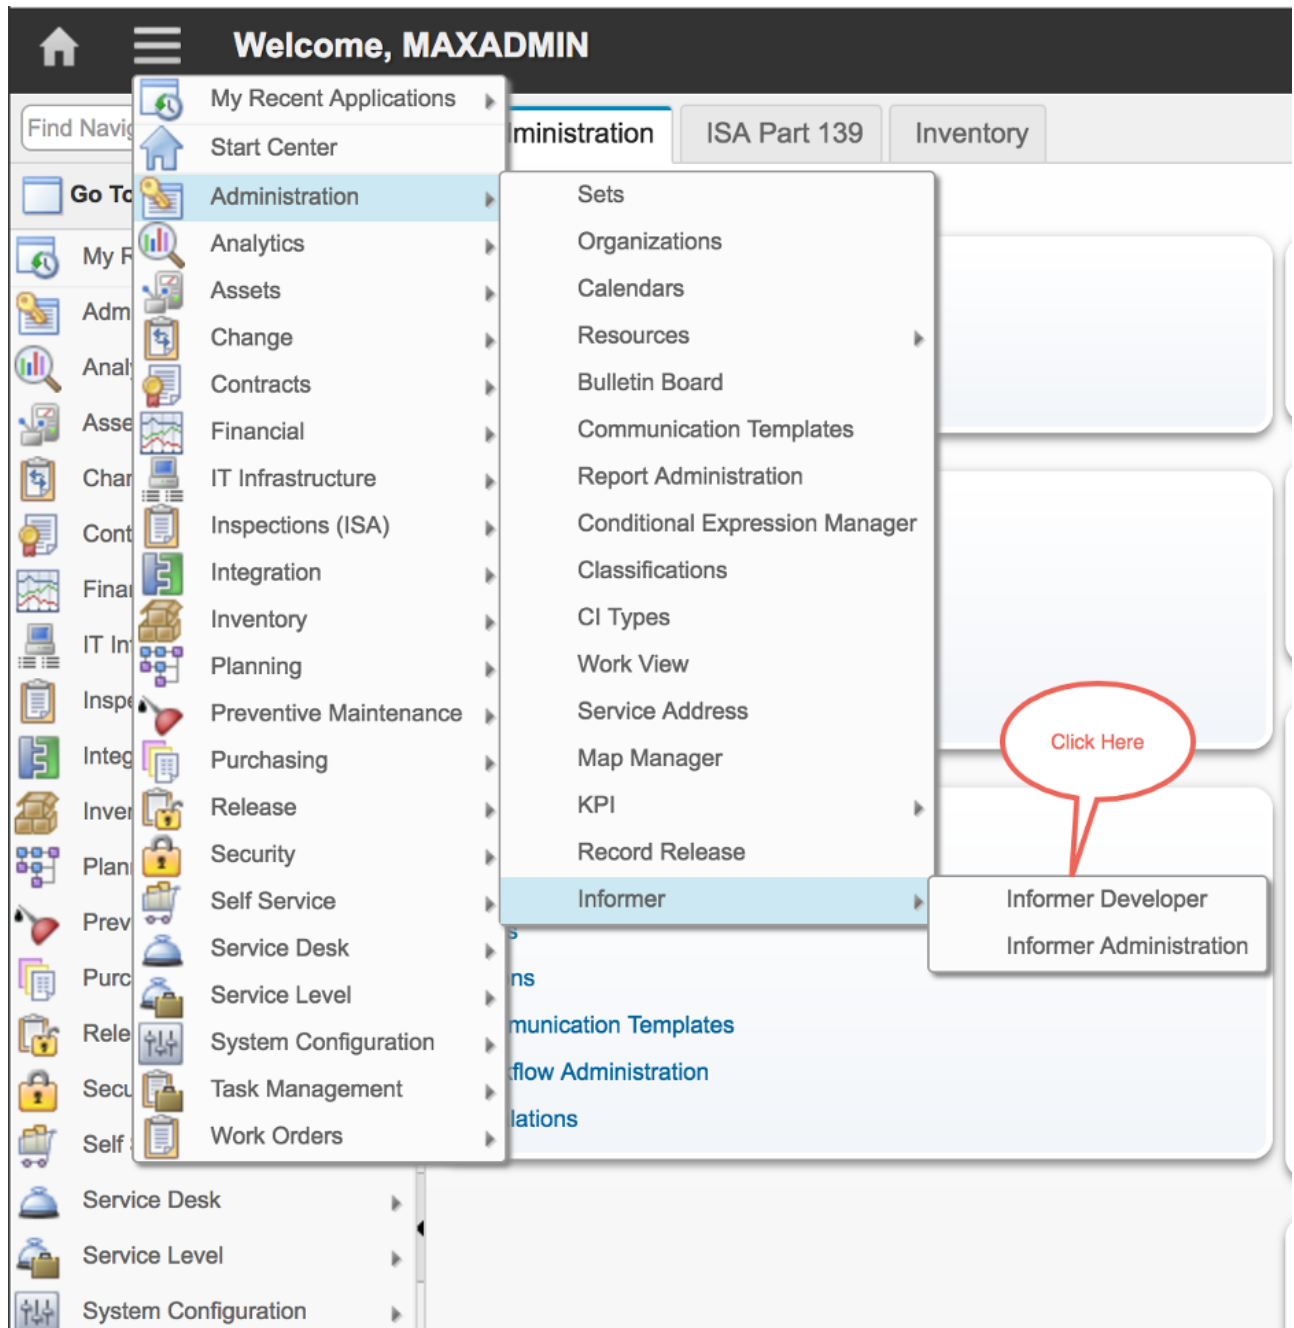 Welcome, MAXADMIN
Find Navig
ministration
ISA Part 139
Inventory
Go To
My R
Adm
Analy
Asse
Char
Cont
Finar
IT In
Inspe
Integ
Inver
Plan
Prev
Purc
Rele
Secu
Self
Service Desk
Service Level
System Configuration
My Recent Applications
Start Center
Administration
Analytics
Assets
Change
Contracts
Financial
IT Infrastructure
Inspections (ISA)
Integration
Inventory
Planning
Preventive Maintenance
Purchasing
Release
Security
Self Service
Service Desk
Service Level
System Configuration
Task Management
Work Orders
Sets
Organizations
Calendars
Resources
Bulletin Board
Communication Templates
Report Administration
Conditional Expression Manager
Classifications
CI Types
Work View
Service Address
Map Manager
KPI
Record Release
Informer
Click Here
Informer Developer
Informer Administration
s
ns
munication Templates
flow Administration
lations